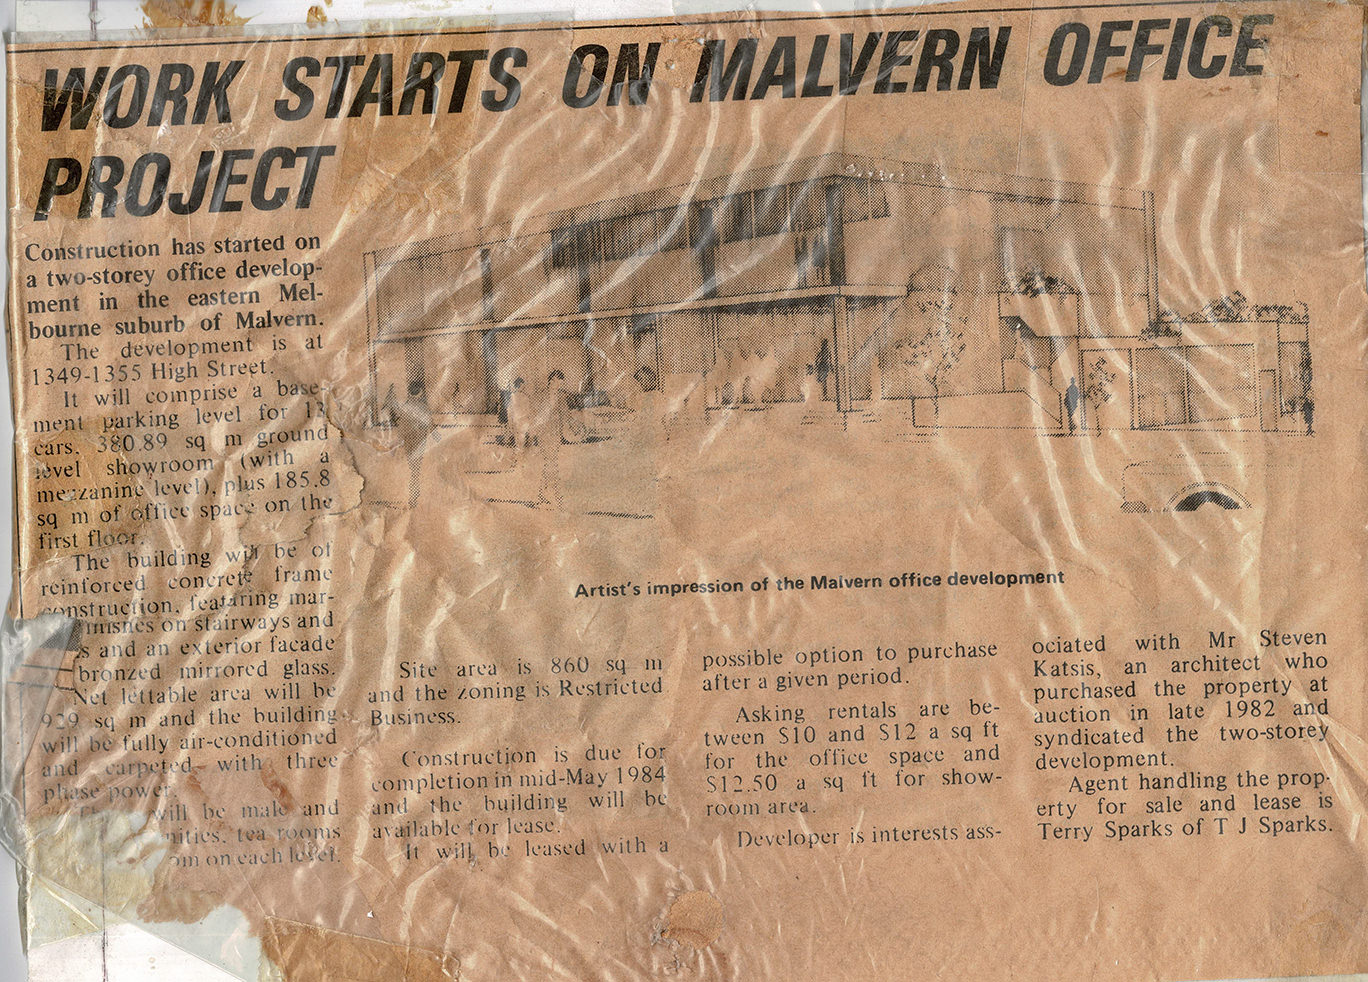 WORK STARTS ON MALVERN OFFICE
PROJECT
Construction has started on
a two-storey office develop-
ment in the eastern Mel-
bourne suburb of Malvern.
The development is at
1349-1355 High Street.
It will comprise a base-
ment parking level for 13
cars, 380.89 sq m ground
level showroom (with a
mezzanine level), plus 185.8
sq m of office space on the
first floor.
The building will be of
reinforced concrete frame
construction, featuring mar-
finishes on stairways and
and an exterior facade
bronzed mirrored glass.
Net lettable area will be
929 sq m and the building
will be fully air-conditioned
and carpeted with three
phase power.
will be male and
tea rooms
on each level.
Artist's impression of the Malvern office development
Site area is 860 sq m
and the zoning is Restricted
Business.
Construction is due for
completion in mid-May 1984
and the building will be
available for lease.
It will be leased with a
possible option to purchase
after a given period.
Asking rentals are be-
tween $10 and $12 a sq ft
for the office space and
$12.50 a sq ft for show-
room area.
Developer is interests ass-
ociated with Mr Steven
Katsis, an architect who
purchased the property at
auction in late 1982 and
syndicated the two-storey
development.
Agent handling the prop-
erty for sale and lease is
Terry Sparks of T J Sparks.